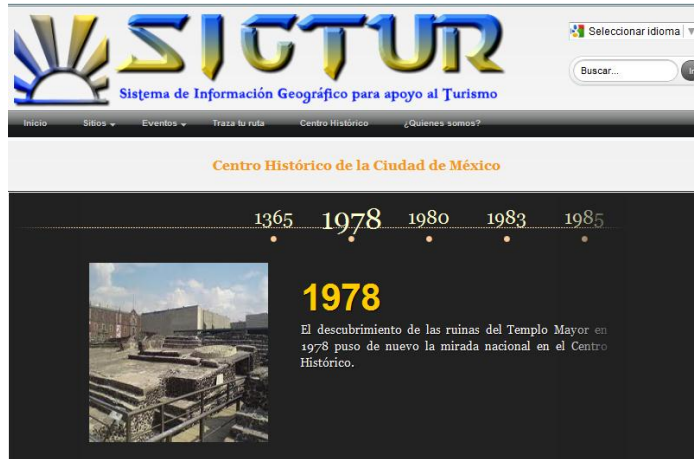 SIGTUR
Seleccionar idioma
Sistema de Información Geográfico para apoyo al Turismo
Buscar...
Inicio Sitios Eventos Traza tu ruta Centro Histórico ¿Quienes somos?
Centro Histórico de la Ciudad de México
1365 1978 1980 1983 1985
1978
El descubrimiento de las ruinas del Templo Mayor en
1978 puso de nuevo la mirada nacional en el Centro
Histórico.